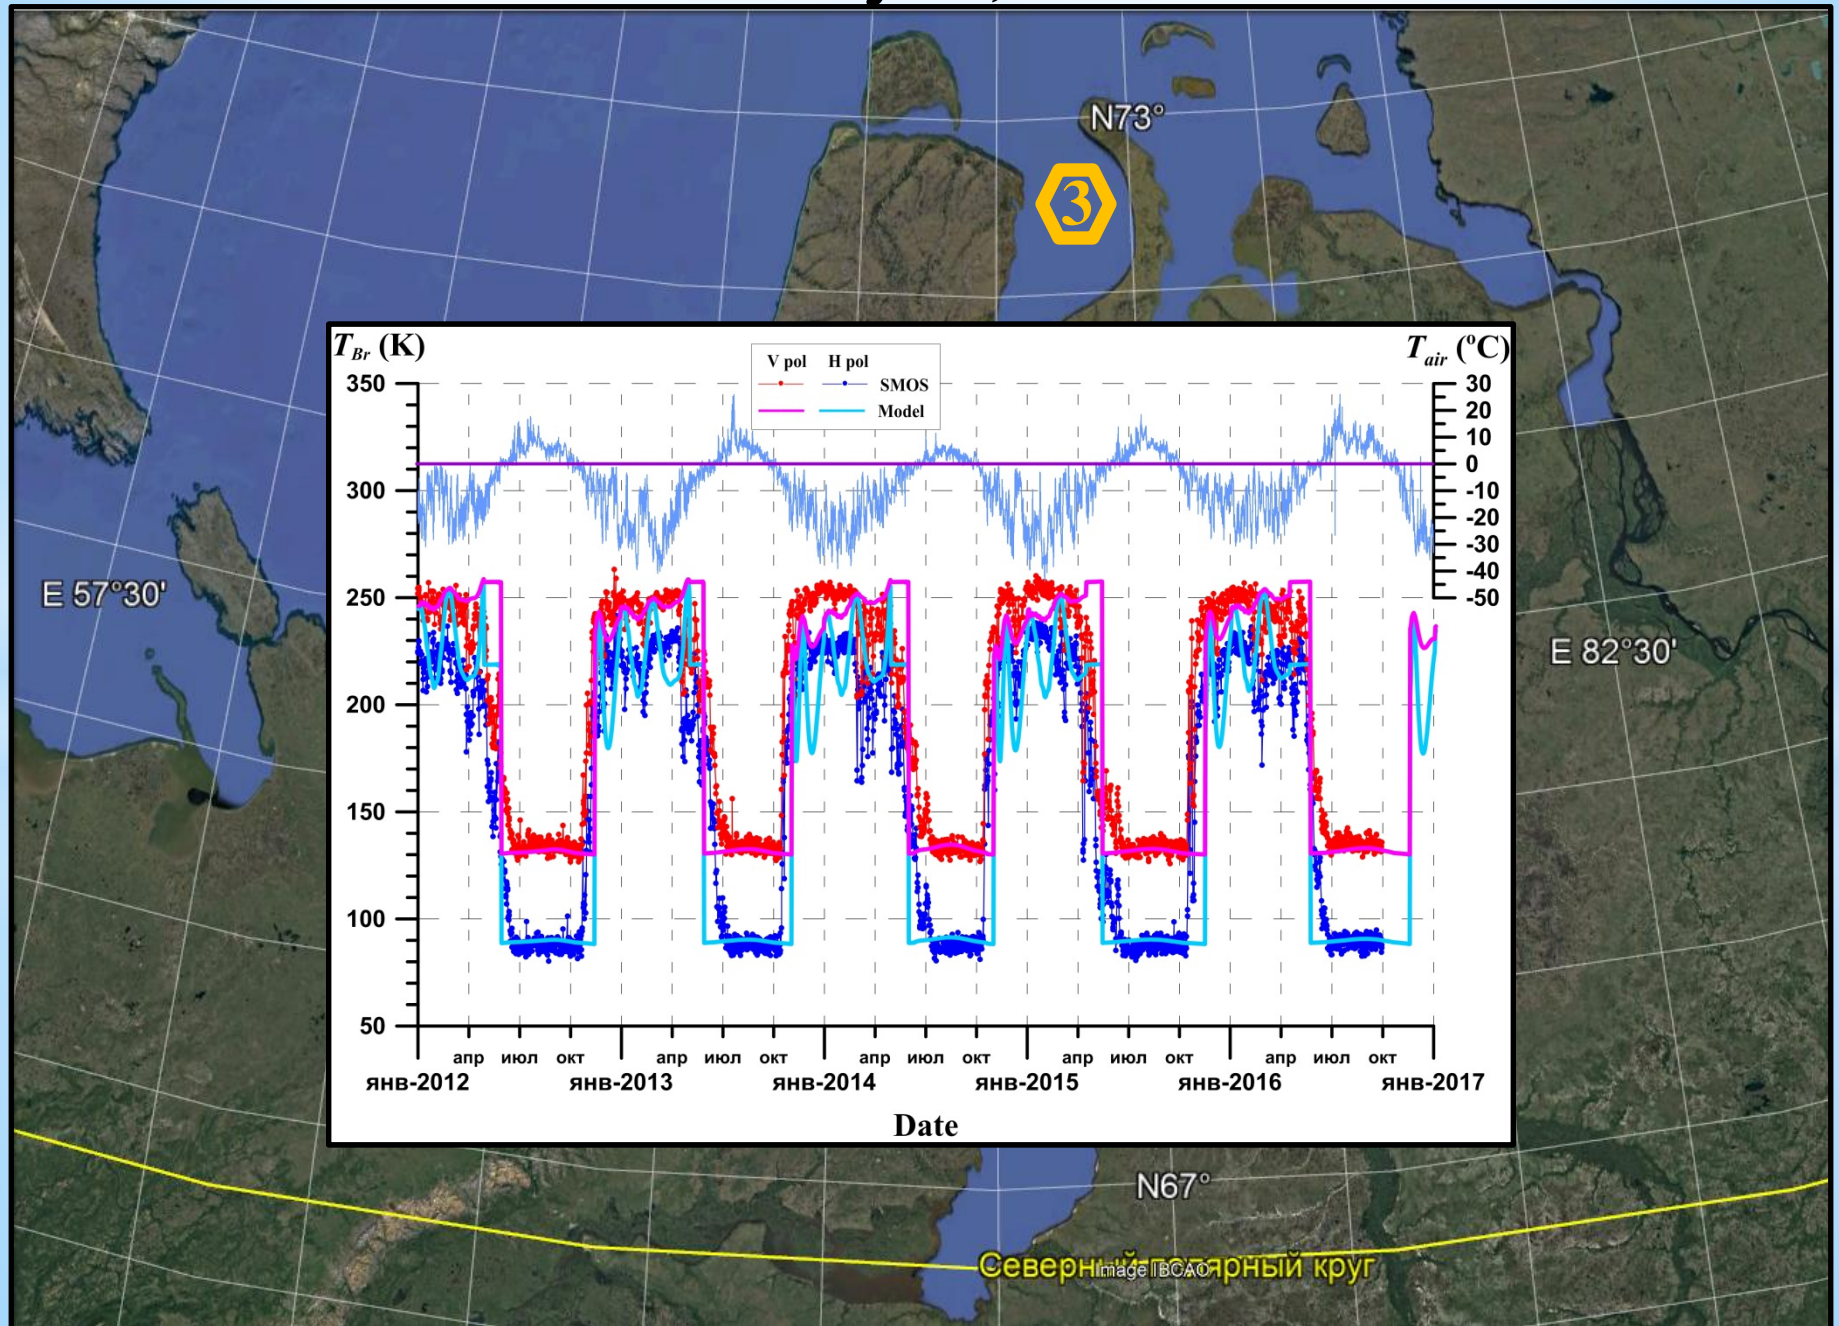 N73°
3
T_Br (K)
T_air (°C)
V pol H pol
SMOS
Model
350
300
250
200
150
100
50
30
20
10
0
-10
-20
-30
-40
-50
E 57°30'
E 82°30'
апр июл окт апр июл окт апр июл окт апр июл окт апр июл окт
янв-2012 янв-2013 янв-2014 янв-2015 янв-2016 янв-2017
Date
N67°
Северный полярный круг
Image IBCAO